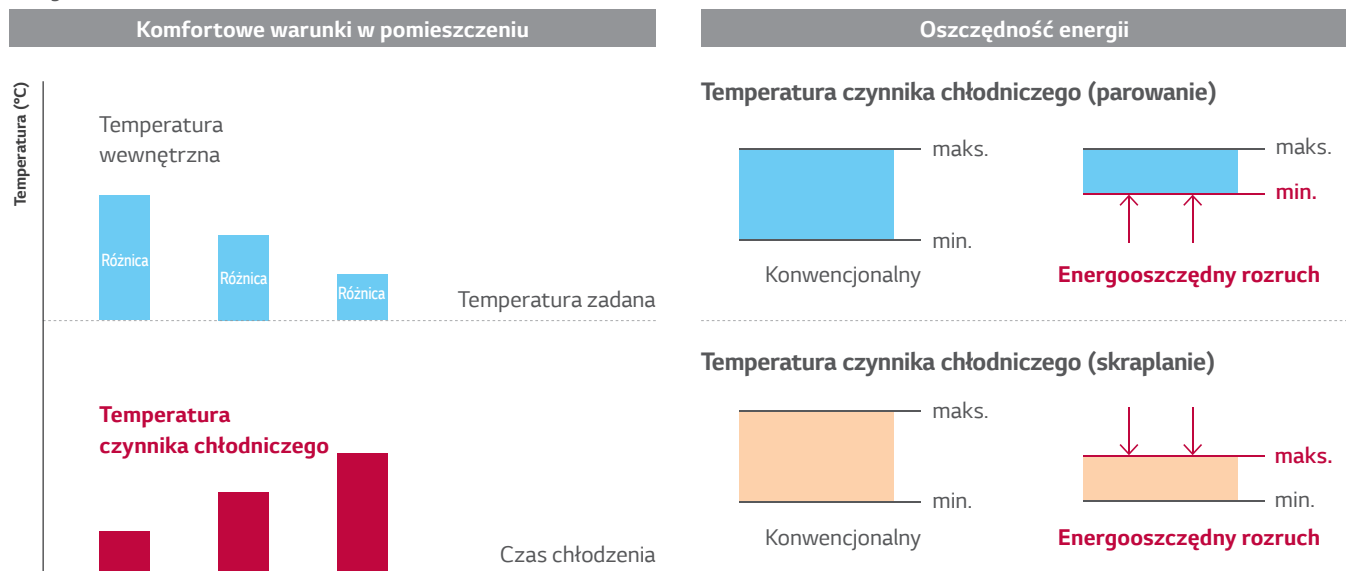 Komfortowe warunki w pomieszczeniu
Temperatura (°C)
Temperatura
wewnętrzna
Różnica
Różnica
Różnica
Temperatura zadana
Temperatura
czynnika chłodniczego
Czas chłodzenia
Oszczędność energii
Temperatura czynnika chłodniczego (parowanie)
maks.
min.
Konwencjonalny
maks.
min.
Energooszczędny rozruch
Temperatura czynnika chłodniczego (skraplanie)
maks.
min.
Konwencjonalny
maks.
min.
Energooszczędny rozruch